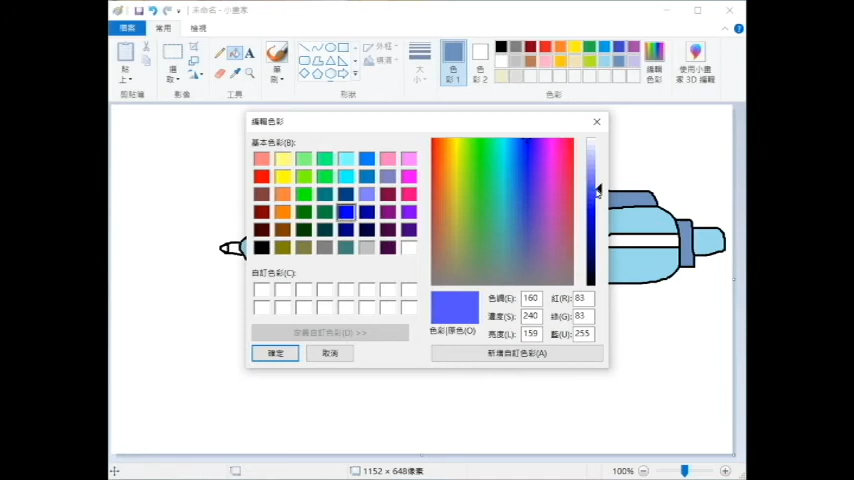 未命名 - 小畫家
檔案
常用
檢視
貼上
選取
A
筆刷
外框
填滿
大小
色彩 1
色彩 2
編輯色彩
使用小畫家 3D 編輯
剪貼簿
影像
工具
圖形
色彩
編輯色彩
基本色彩(B):
自訂色彩(C):
定義自訂色彩(D) >>
確定
取消
色彩|原色(O)
色調(E): 160
濃度(S): 240
亮度(L): 159
紅(R): 83
綠(G): 83
藍(U): 255
新增自訂色彩(A)
1152 × 648像素
100%